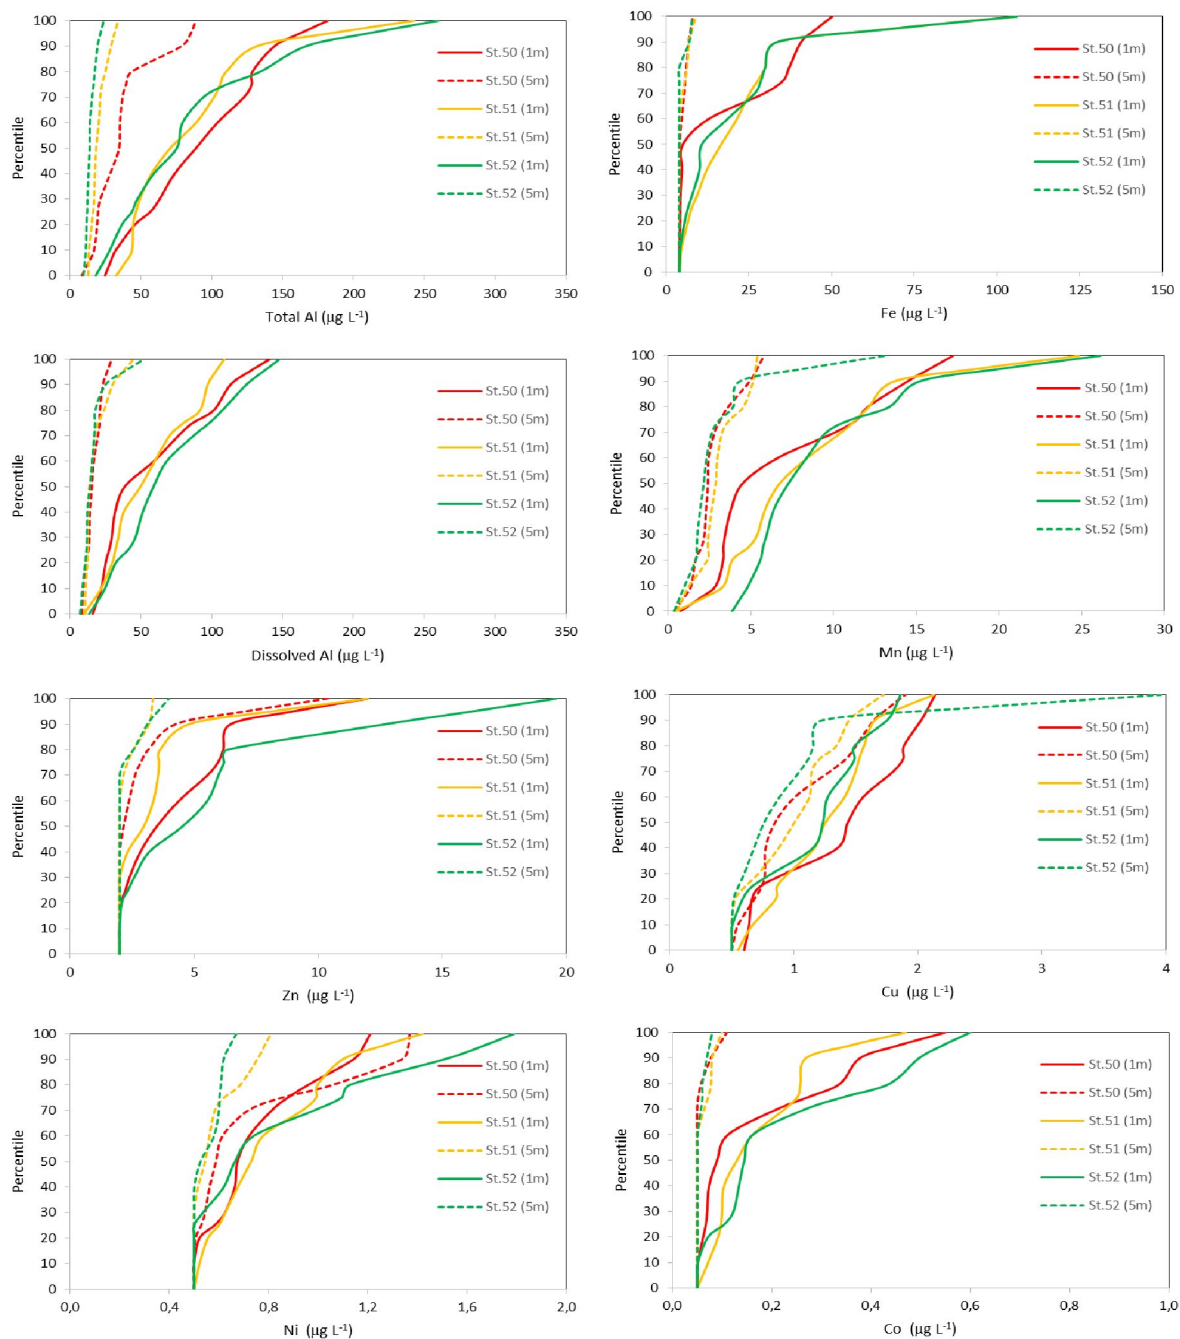 Percentile
100
90
80
70
60
50
40
30
20
10
0
St.50 (1m)
St.50 (5m)
St.51 (1m)
St.51 (5m)
St.52 (1m)
St.52 (5m)
0 50 100 150 200 250 300 350
Total Al (µg L⁻¹)
Percentile
100
90
80
70
60
50
40
30
20
10
0
St.50 (1m)
St.50 (5m)
St.51 (1m)
St.51 (5m)
St.52 (1m)
St.52 (5m)
0 25 50 75 100 125 150
Fe (µg L⁻¹)
Percentile
100
90
80
70
60
50
40
30
20
10
0
St.50 (1m)
St.50 (5m)
St.51 (1m)
St.51 (5m)
St.52 (1m)
St.52 (5m)
0 50 100 150 200 250 300 350
Dissolved Al (µg L⁻¹)
Percentile
100
90
80
70
60
50
40
30
20
10
0
St.50 (1m)
St.50 (5m)
St.51 (1m)
St.51 (5m)
St.52 (1m)
St.52 (5m)
0 5 10 15 20 25 30
Mn (µg L⁻¹)
Percentile
100
90
80
70
60
50
40
30
20
10
0
St.50 (1m)
St.50 (5m)
St.51 (1m)
St.51 (5m)
St.52 (1m)
St.52 (5m)
0 5 10 15 20
Zn (µg L⁻¹)
Percentile
100
90
80
70
60
50
40
30
20
10
0
St.50 (1m)
St.50 (5m)
St.51 (1m)
St.51 (5m)
St.52 (1m)
St.52 (5m)
0 1 2 3 4
Cu (µg L⁻¹)
Percentile
100
90
80
70
60
50
40
30
20
10
0
St.50 (1m)
St.50 (5m)
St.51 (1m)
St.51 (5m)
St.52 (1m)
St.52 (5m)
0,0 0,4 0,8 1,2 1,6 2,0
Ni (µg L⁻¹)
Percentile
100
90
80
70
60
50
40
30
20
10
0
St.50 (1m)
St.50 (5m)
St.51 (1m)
St.51 (5m)
St.52 (1m)
St.52 (5m)
0,0 0,2 0,4 0,6 0,8 1,0
Co (µg L⁻¹)